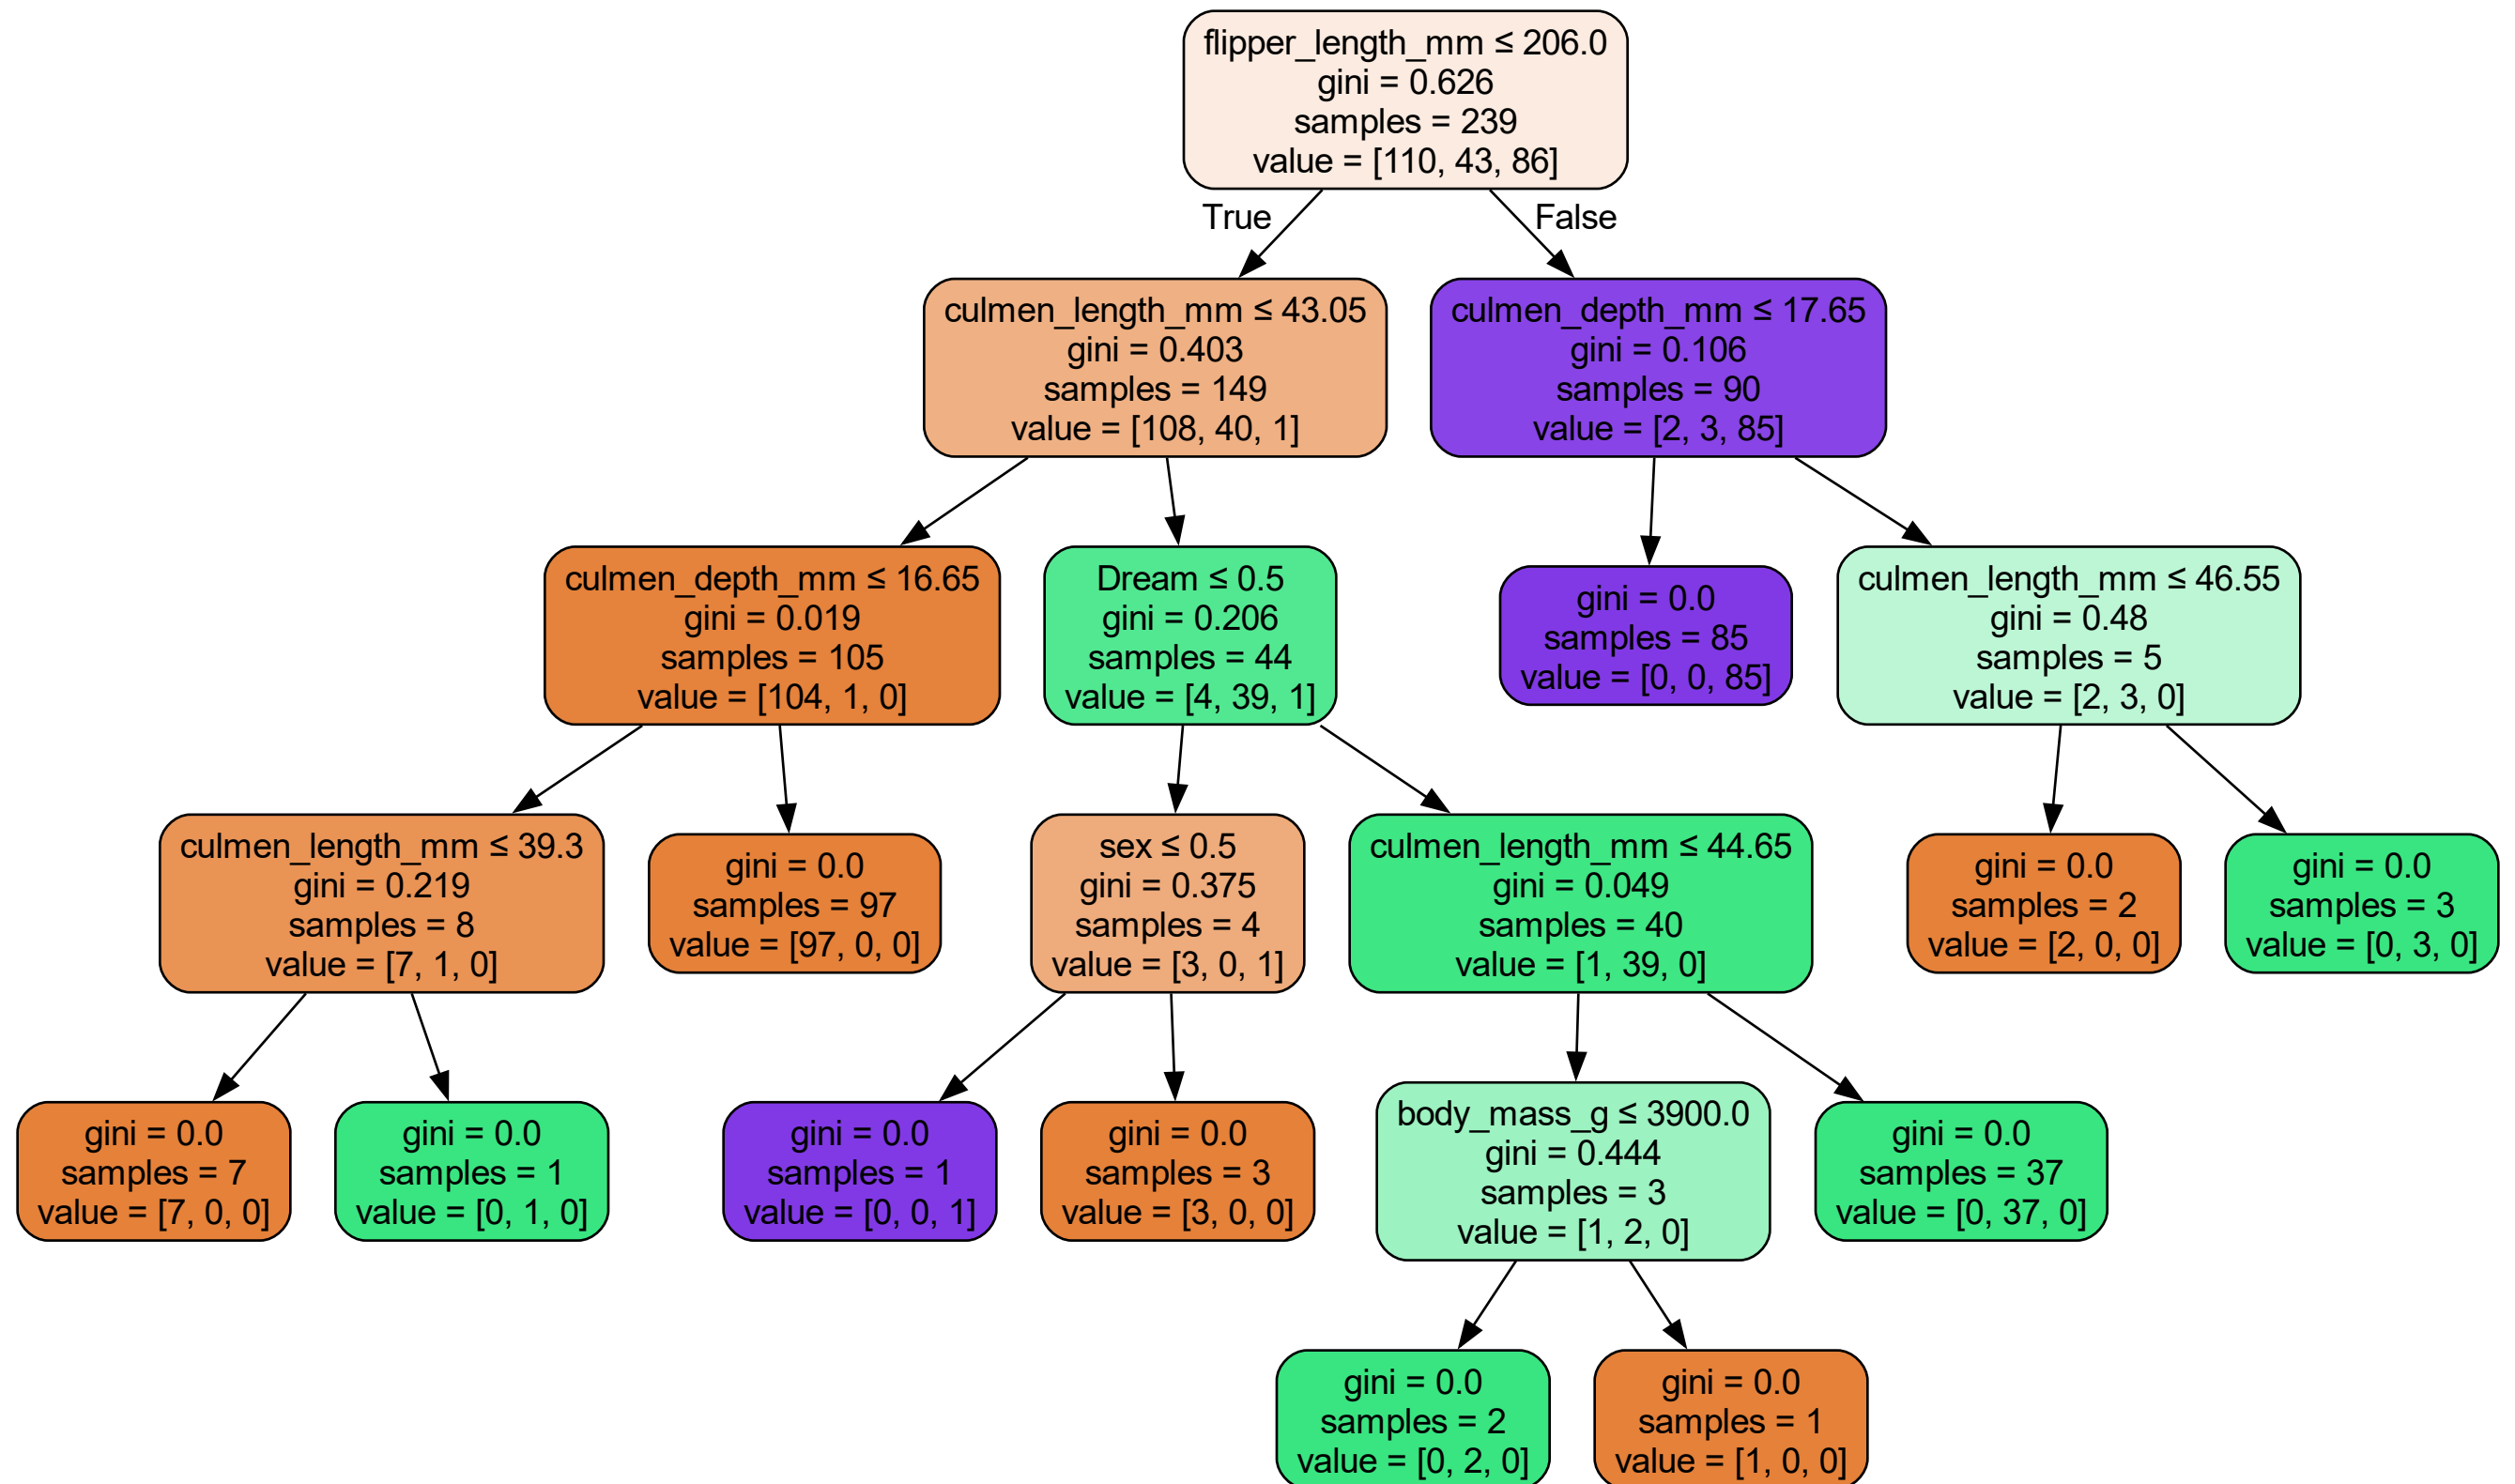 flipper_length_mm ≤ 206.0
gini = 0.626
samples = 239
value = [110, 43, 86]
True
False
culmen_length_mm ≤ 43.05
gini = 0.403
samples = 149
value = [108, 40, 1]
culmen_depth_mm ≤ 17.65
gini = 0.106
samples = 90
value = [2, 3, 85]
culmen_depth_mm ≤ 16.65
gini = 0.019
samples = 105
value = [104, 1, 0]
Dream ≤ 0.5
gini = 0.206
samples = 44
value = [4, 39, 1]
gini = 0.0
samples = 85
value = [0, 0, 85]
culmen_length_mm ≤ 46.55
gini = 0.48
samples = 5
value = [2, 3, 0]
culmen_length_mm ≤ 39.3
gini = 0.219
samples = 8
value = [7, 1, 0]
gini = 0.0
samples = 97
value = [97, 0, 0]
sex ≤ 0.5
gini = 0.375
samples = 4
value = [3, 0, 1]
culmen_length_mm ≤ 44.65
gini = 0.049
samples = 40
value = [1, 39, 0]
gini = 0.0
samples = 2
value = [2, 0, 0]
gini = 0.0
samples = 3
value = [0, 3, 0]
gini = 0.0
samples = 7
value = [7, 0, 0]
gini = 0.0
samples = 1
value = [0, 1, 0]
gini = 0.0
samples = 1
value = [0, 0, 1]
gini = 0.0
samples = 3
value = [3, 0, 0]
body_mass_g ≤ 3900.0
gini = 0.444
samples = 3
value = [1, 2, 0]
gini = 0.0
samples = 37
value = [0, 37, 0]
gini = 0.0
samples = 2
value = [0, 2, 0]
gini = 0.0
samples = 1
value = [1, 0, 0]